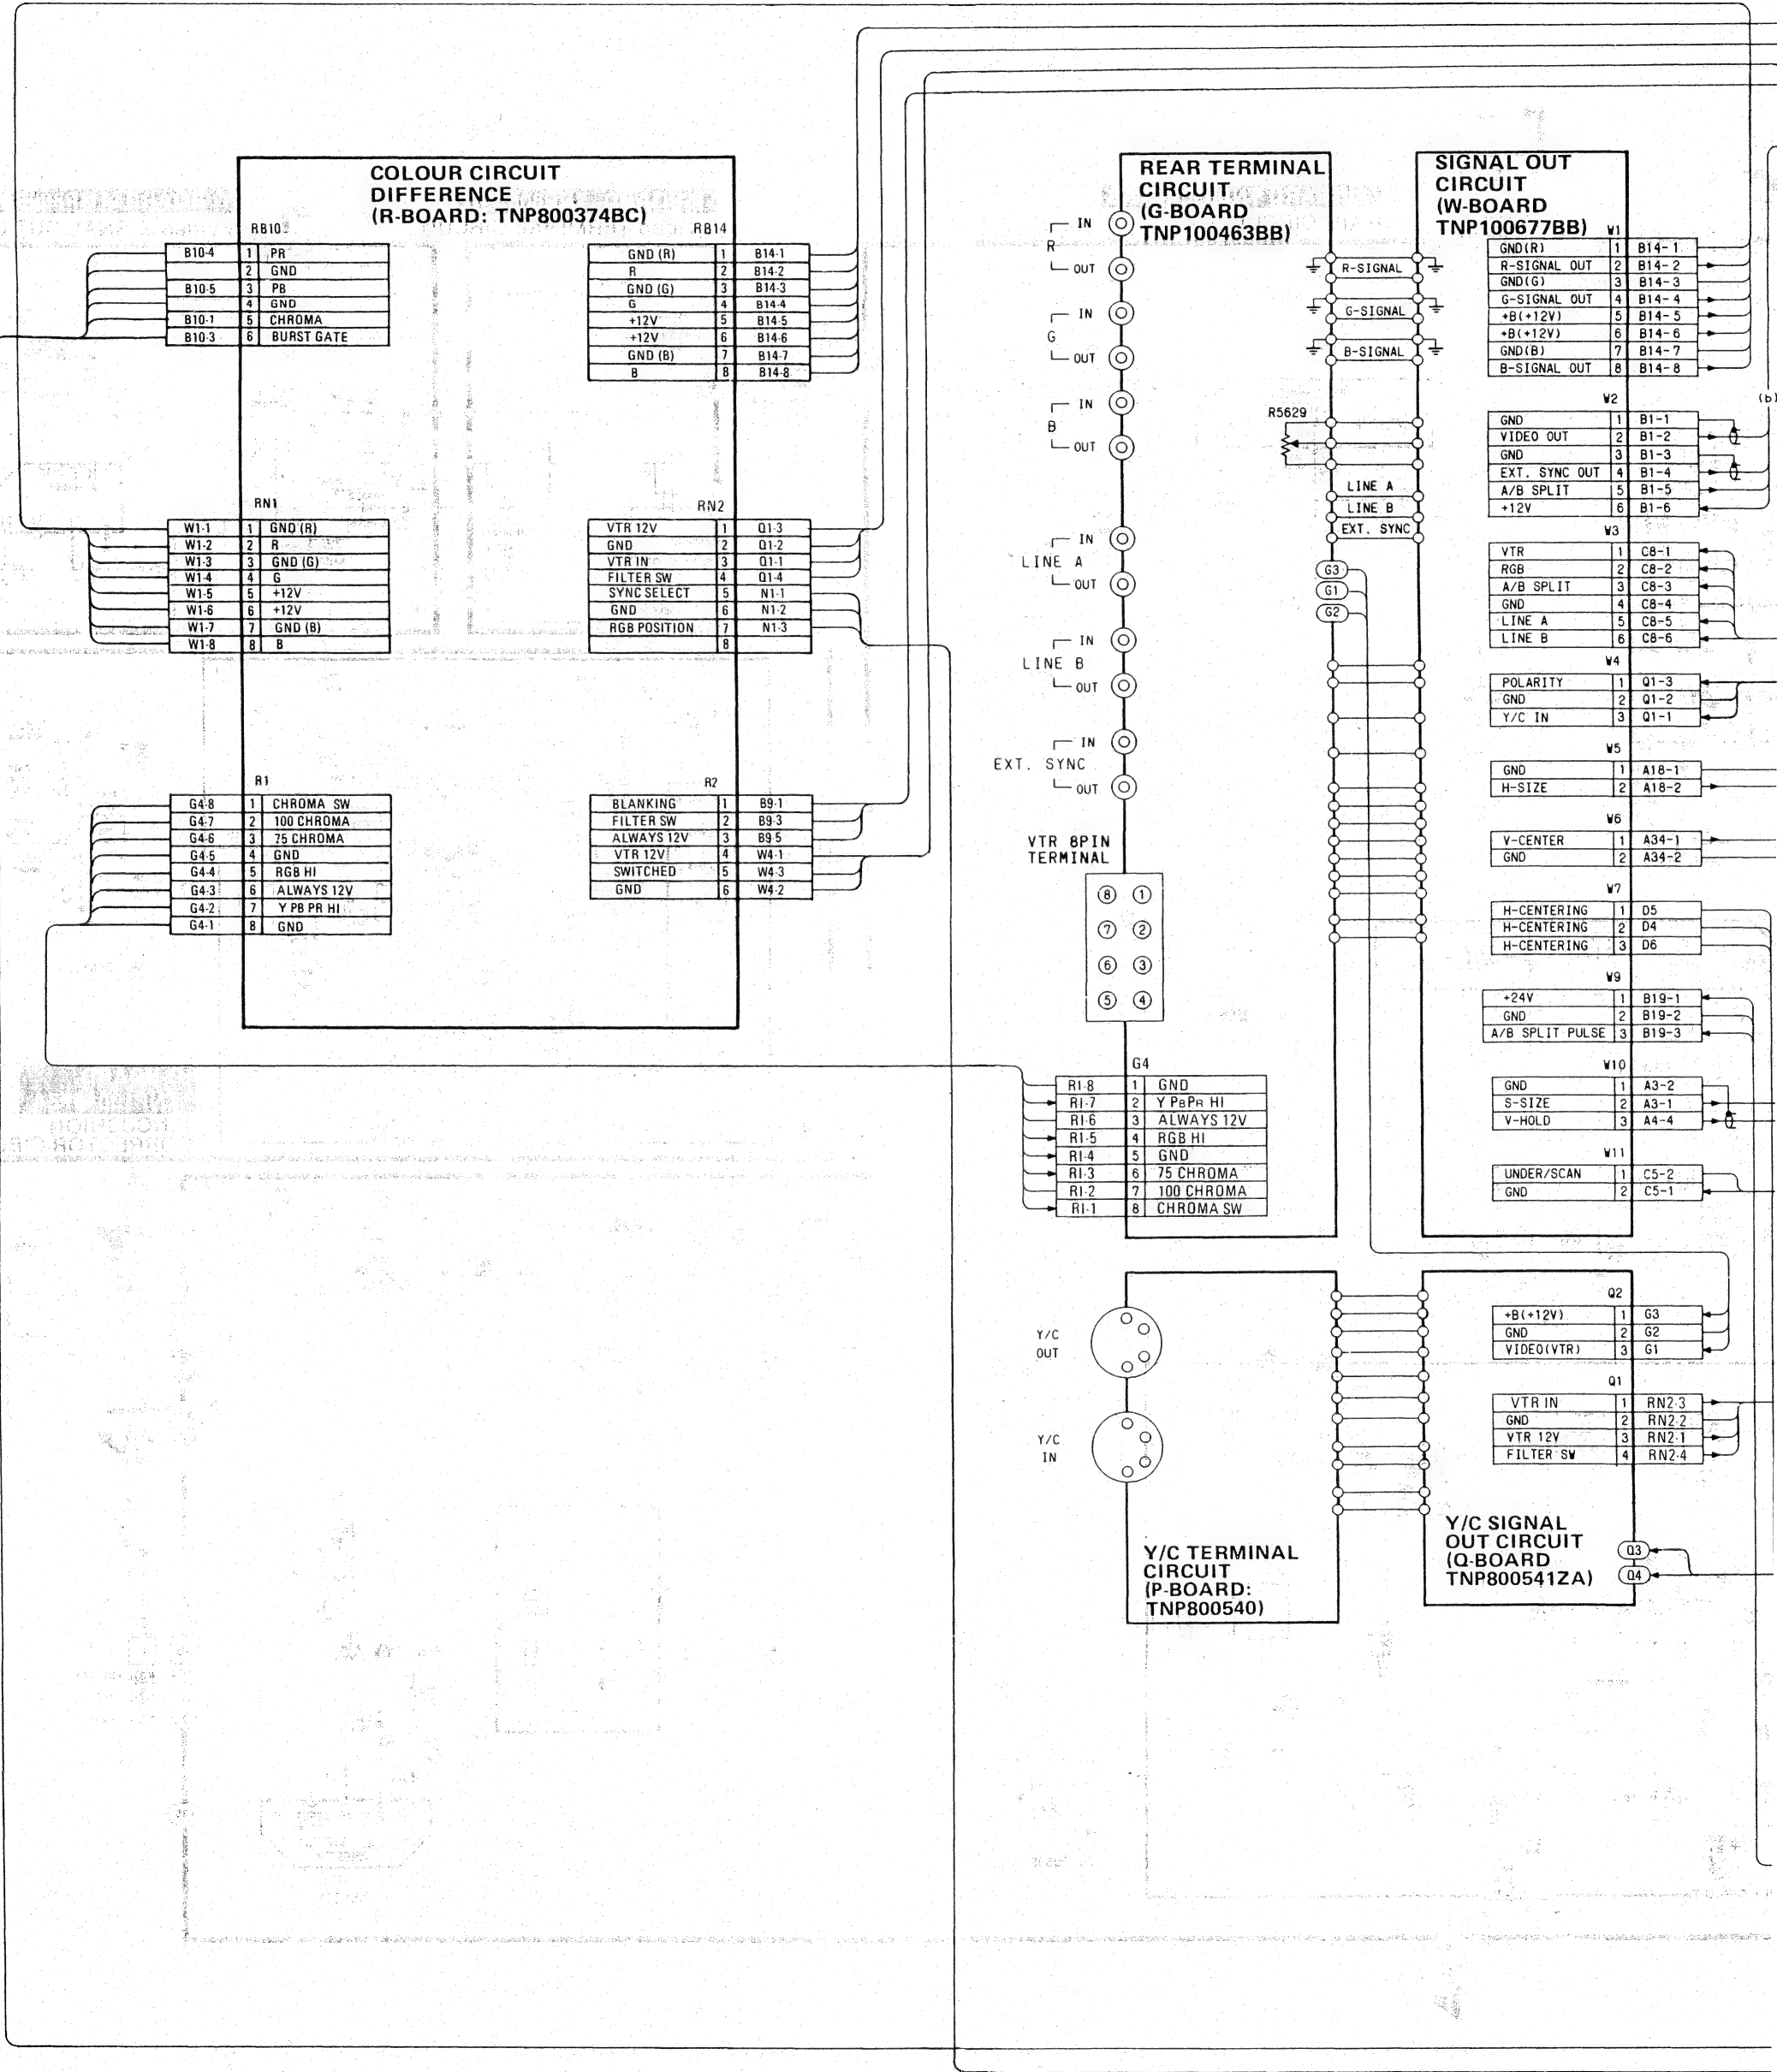 COLOUR CIRCUIT
DIFFERENCE
(R-BOARD: TNP800374BC)
RB10
B10-4 1 PR
2 GND
B10-5 3 PB
4 GND
B10-1 5 CHROMA
B10-3 6 BURST GATE
RB14
GND (R) 1 B14-1
R 2 B14-2
GND (G) 3 B14-3
G 4 B14-4
+12V 5 B14-5
+12V 6 B14-6
GND (B) 7 B14-7
B 8 B14-8
RN1
W1-1 1 GND (R)
W1-2 2 R
W1-3 3 GND (G)
W1-4 4 G
W1-5 5 +12V
W1-6 6 +12V
W1-7 7 GND (B)
W1-8 8 B
RN2
VTR 12V 1 Q1-3
GND 2 Q1-2
VTR IN 3 Q1-1
FILTER SW 4 Q1-4
SYNC SELECT 5 N1-1
GND 6 N1-2
RGB POSITION 7 N1-3
8
R1
G4-8 1 CHROMA SW
G4-7 2 100 CHROMA
G4-6 3 75 CHROMA
G4-5 4 GND
G4-4 5 RGB HI
G4-3 6 ALWAYS 12V
G4-2 7 Y PB PR HI
G4-1 8 GND
R2
BLANKING 1 B9-1
FILTER SW 2 B9-3
ALWAYS 12V 3 B9-5
VTR 12V 4 W4-1
SWITCHED 5 W4-3
GND 6 W4-2
REAR TERMINAL
CIRCUIT
(G-BOARD
TNP100463BB)
IN
R
OUT
IN
G
OUT
IN
B
OUT
IN
LINE A
OUT
IN
LINE B
OUT
IN
EXT. SYNC
OUT
VTR 8PIN
TERMINAL
8 1
7 2
6 3
5 4
R-SIGNAL
G-SIGNAL
B-SIGNAL
R5629
LINE A
LINE B
EXT. SYNC
G3
G1
G2
G4
R1-8 1 GND
R1-7 2 Y PBPR HI
R1-6 3 ALWAYS 12V
R1-5 4 RGB HI
R1-4 5 GND
R1-3 6 75 CHROMA
R1-2 7 100 CHROMA
R1-1 8 CHROMA SW
SIGNAL OUT
CIRCUIT
(W-BOARD
TNP100677BB)
W1
GND(R) 1 B14-1
R-SIGNAL OUT 2 B14-2
GND(G) 3 B14-3
G-SIGNAL OUT 4 B14-4
+B(+12V) 5 B14-5
+B(+12V) 6 B14-6
GND(B) 7 B14-7
B-SIGNAL OUT 8 B14-8
(b)
W2
GND 1 B1-1
VIDEO OUT 2 B1-2
GND 3 B1-3
EXT. SYNC OUT 4 B1-4
A/B SPLIT 5 B1-5
+12V 6 B1-6
W3
VTR 1 C8-1
RGB 2 C8-2
A/B SPLIT 3 C8-3
GND 4 C8-4
LINE A 5 C8-5
LINE B 6 C8-6
W4
POLARITY 1 Q1-3
GND 2 Q1-2
Y/C IN 3 Q1-1
W5
GND 1 A18-1
H-SIZE 2 A18-2
W6
V-CENTER 1 A34-1
GND 2 A34-2
W7
H-CENTERING 1 D5
H-CENTERING 2 D4
H-CENTERING 3 D6
W9
+24V 1 B19-1
GND 2 B19-2
A/B SPLIT PULSE 3 B19-3
W10
GND 1 A3-2
S-SIZE 2 A3-1
V-HOLD 3 A4-4
W11
UNDER/SCAN 1 C5-2
GND 2 C5-1
Y/C
OUT
Y/C
IN
Y/C TERMINAL
CIRCUIT
(P-BOARD:
TNP800540)
Q2
+B(+12V) 1 G3
GND 2 G2
VIDEO(VTR) 3 G1
Q1
VTR IN 1 RN2-3
GND 2 RN2-2
VTR 12V 3 RN2-1
FILTER SW 4 RN2-4
Y/C SIGNAL
OUT CIRCUIT
(Q-BOARD
TNP800541ZA)
Q3
Q4